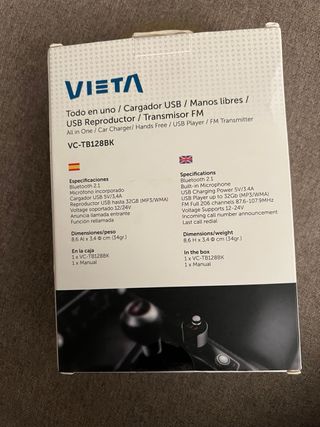 VIETA
Todo en uno / Cargador USB / Manos libres /
USB Reproductor / Transmisor FM
All in One / Car Charger/ Hands Free / USB Player / FM Transmitter
VC-TB128BK
Especificaciones
Bluetooth 2.1
Micrófono incorporado
Cargador USB 5V/3,4A
Reproductor USB hasta 32GB (MP3/WMA)
Voltage soportado 12/24V
Anuncia llamada entrante
Función rellamada
Dimensiones/peso
8,6 Al x 3,4 Φ cm (34gr.)
En la caja
1 x VC-TB128BK
1 x Manual
Specifications
Bluetooth 2.1
Built-in Microphone
USB Charging Power 5V/3.4A
USB Player up to 32Gb (MP3/WMA)
FM Full 206 channels 87.6-107.9MHz
Voltage Supports 12-24V
Incoming call number announcement
Last call redial
Dimensions/weight
8,6 H x 3,4 Φ cm (34gr.)
In the box
1 x VC-TB128BK
1 x Manual